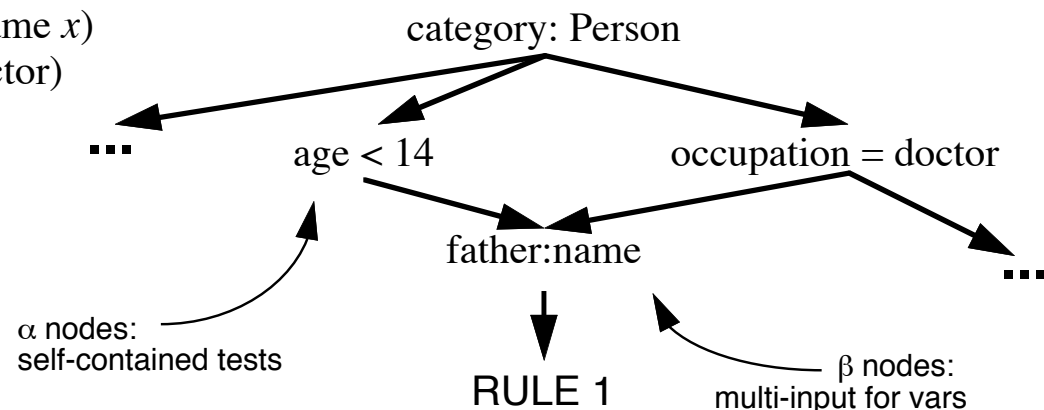 x)
category: Person
...
age < 14
occupation = doctor
father:name
...
α nodes:
self-contained tests
RULE 1
β nodes:
multi-input for vars